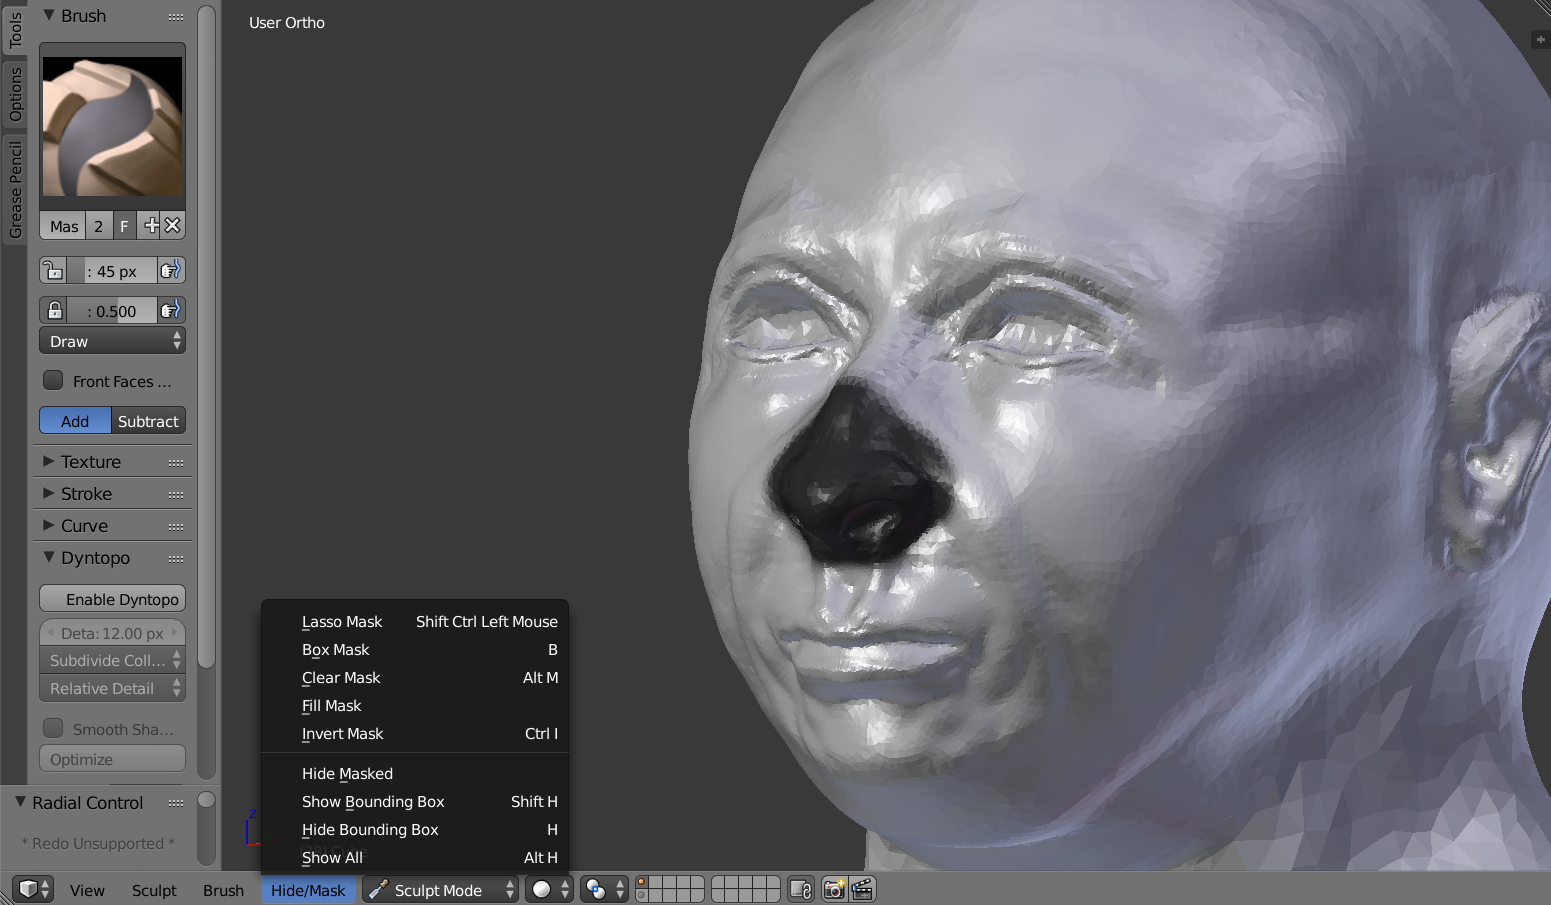 Tools
Options
Grease Pencil
Brush
Mas 2 F
: 45 px
: 0.500
Draw
Front Faces ...
Add Subtract
Texture
Stroke
Curve
Dyntopo
Enable Dyntopo
Deta: 12.00 px
Subdivide Coll...
Relative Detail
Smooth Sha...
Optimize
Radial Control
* Redo Unsupported *
User Ortho
Lasso Mask Shift Ctrl Left Mouse
Box Mask B
Clear Mask Alt M
Fill Mask
Invert Mask Ctrl I
Hide Masked
Show Bounding Box Shift H
Hide Bounding Box H
Show All Alt H
z
View Sculpt Brush Hide/Mask Sculpt Mode